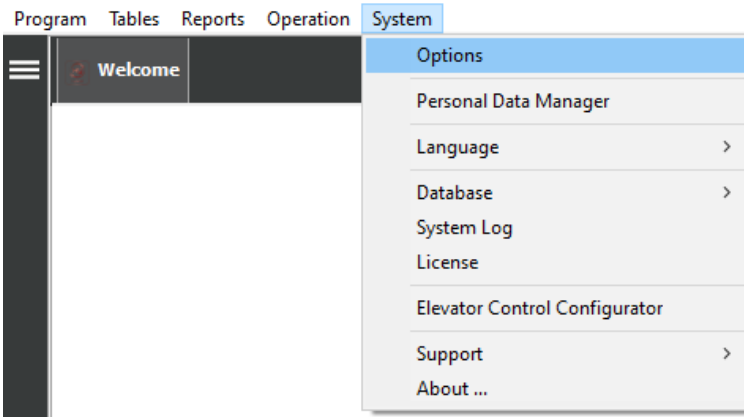 Program Tables Reports Operation System
Welcome
Options
Personal Data Manager
Language
Database
System Log
License
Elevator Control Configurator
Support
About ...